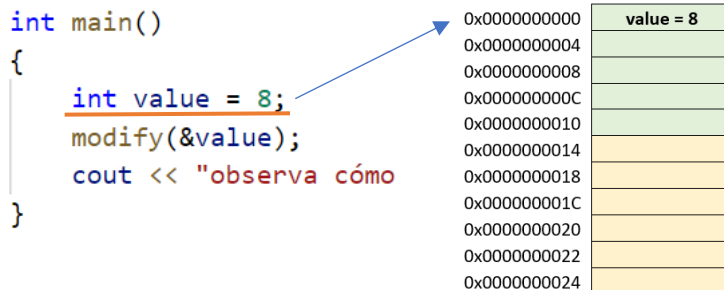 int main()
{
int value = 8;
modify(&value);
cout << "observa cómo
}
0x0000000000 value = 8
0x0000000004
0x0000000008
0x000000000C
0x0000000010
0x0000000014
0x0000000018
0x000000001C
0x0000000020
0x0000000022
0x0000000024